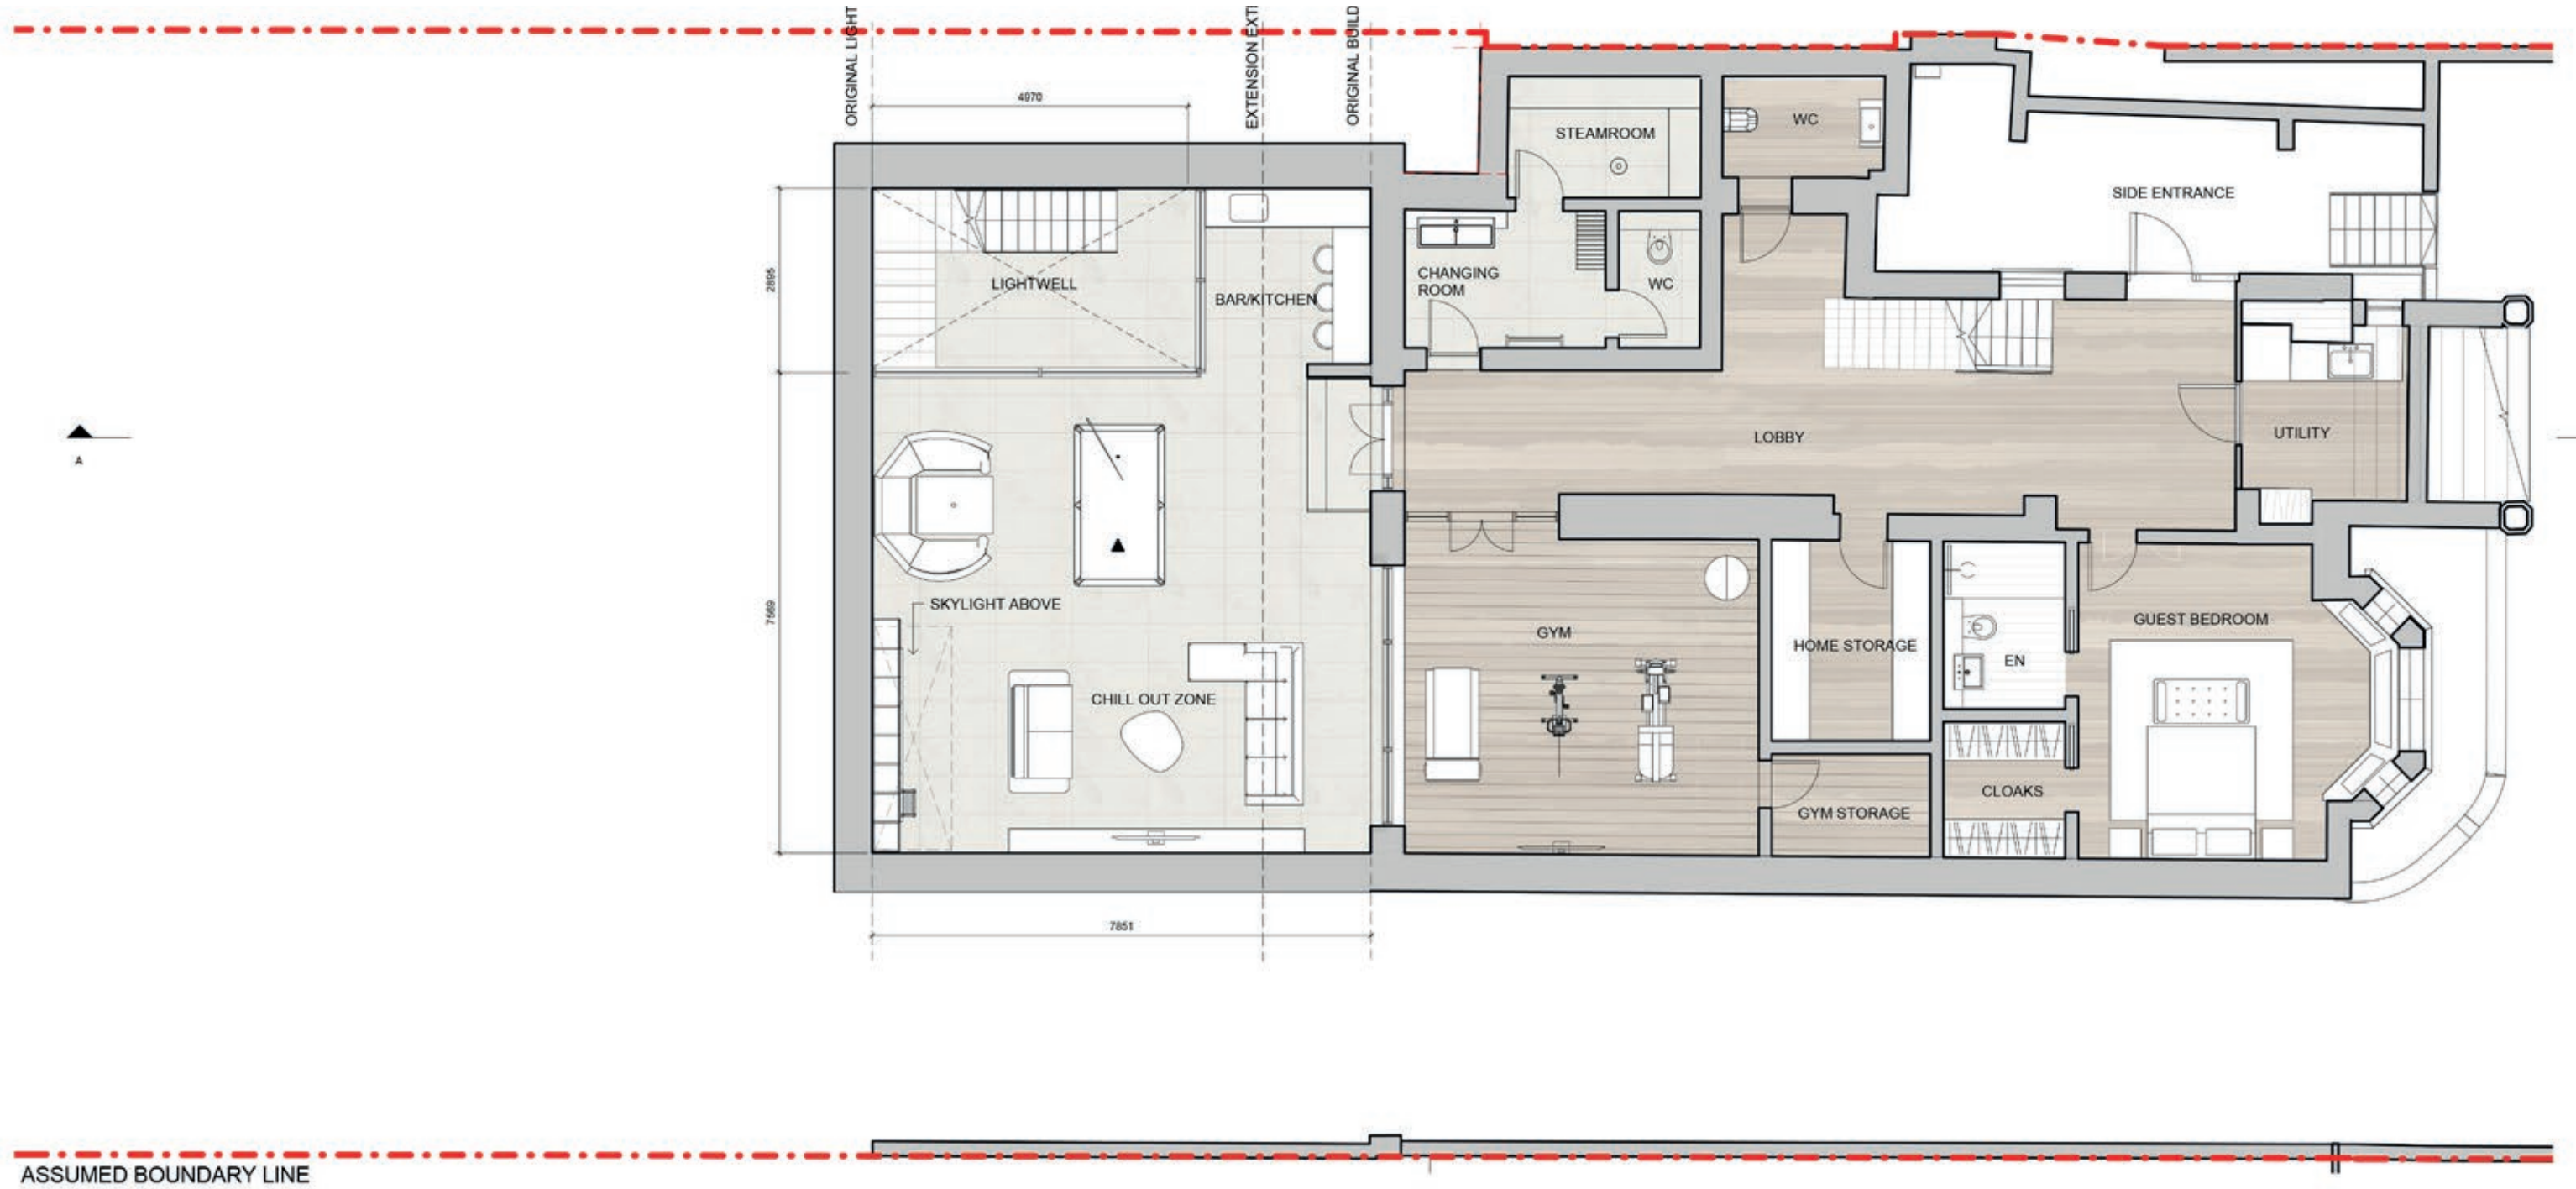 ORIGINAL LIGHT
EXTENSION EXT
ORIGINAL BUILD
4970
STEAMROOM
WC
SIDE ENTRANCE
2895
LIGHTWELL
BAR/KITCHEN
CHANGING
ROOM
WC
A
LOBBY
UTILITY
SKYLIGHT ABOVE
7569
GYM
HOME STORAGE
EN
GUEST BEDROOM
CHILL OUT ZONE
CLOAKS
GYM STORAGE
7851
ASSUMED BOUNDARY LINE